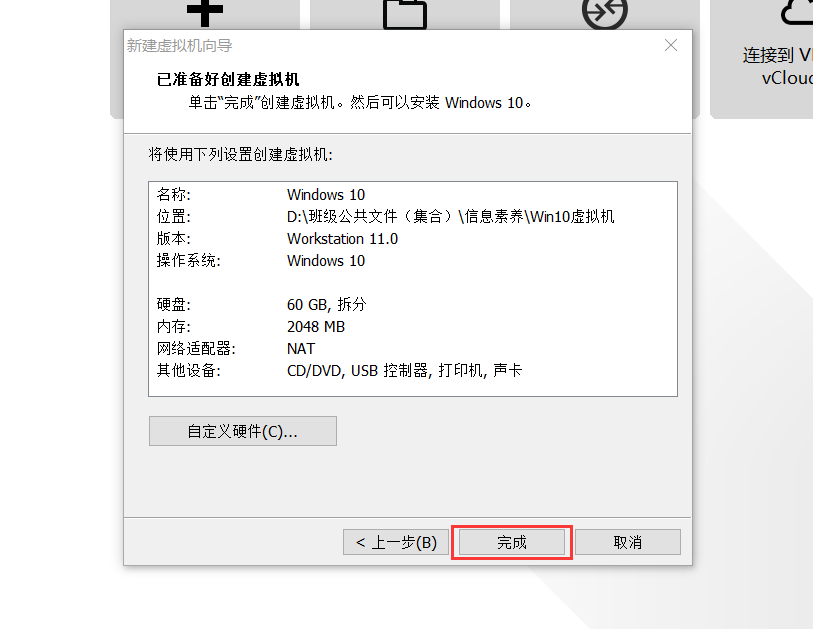 连接到 V
vClou
新建虚拟机向导
已准备好创建虚拟机
单击“完成”创建虚拟机。然后可以安装 Windows 10。
将使用下列设置创建虚拟机:
名称: Windows 10
位置: D:\班级公共文件（集合）\信息素养\Win10虚拟机
版本: Workstation 11.0
操作系统: Windows 10
硬盘: 60 GB, 拆分
内存: 2048 MB
网络适配器: NAT
其他设备: CD/DVD, USB 控制器, 打印机, 声卡
自定义硬件(C)...
< 上一步(B) 完成 取消